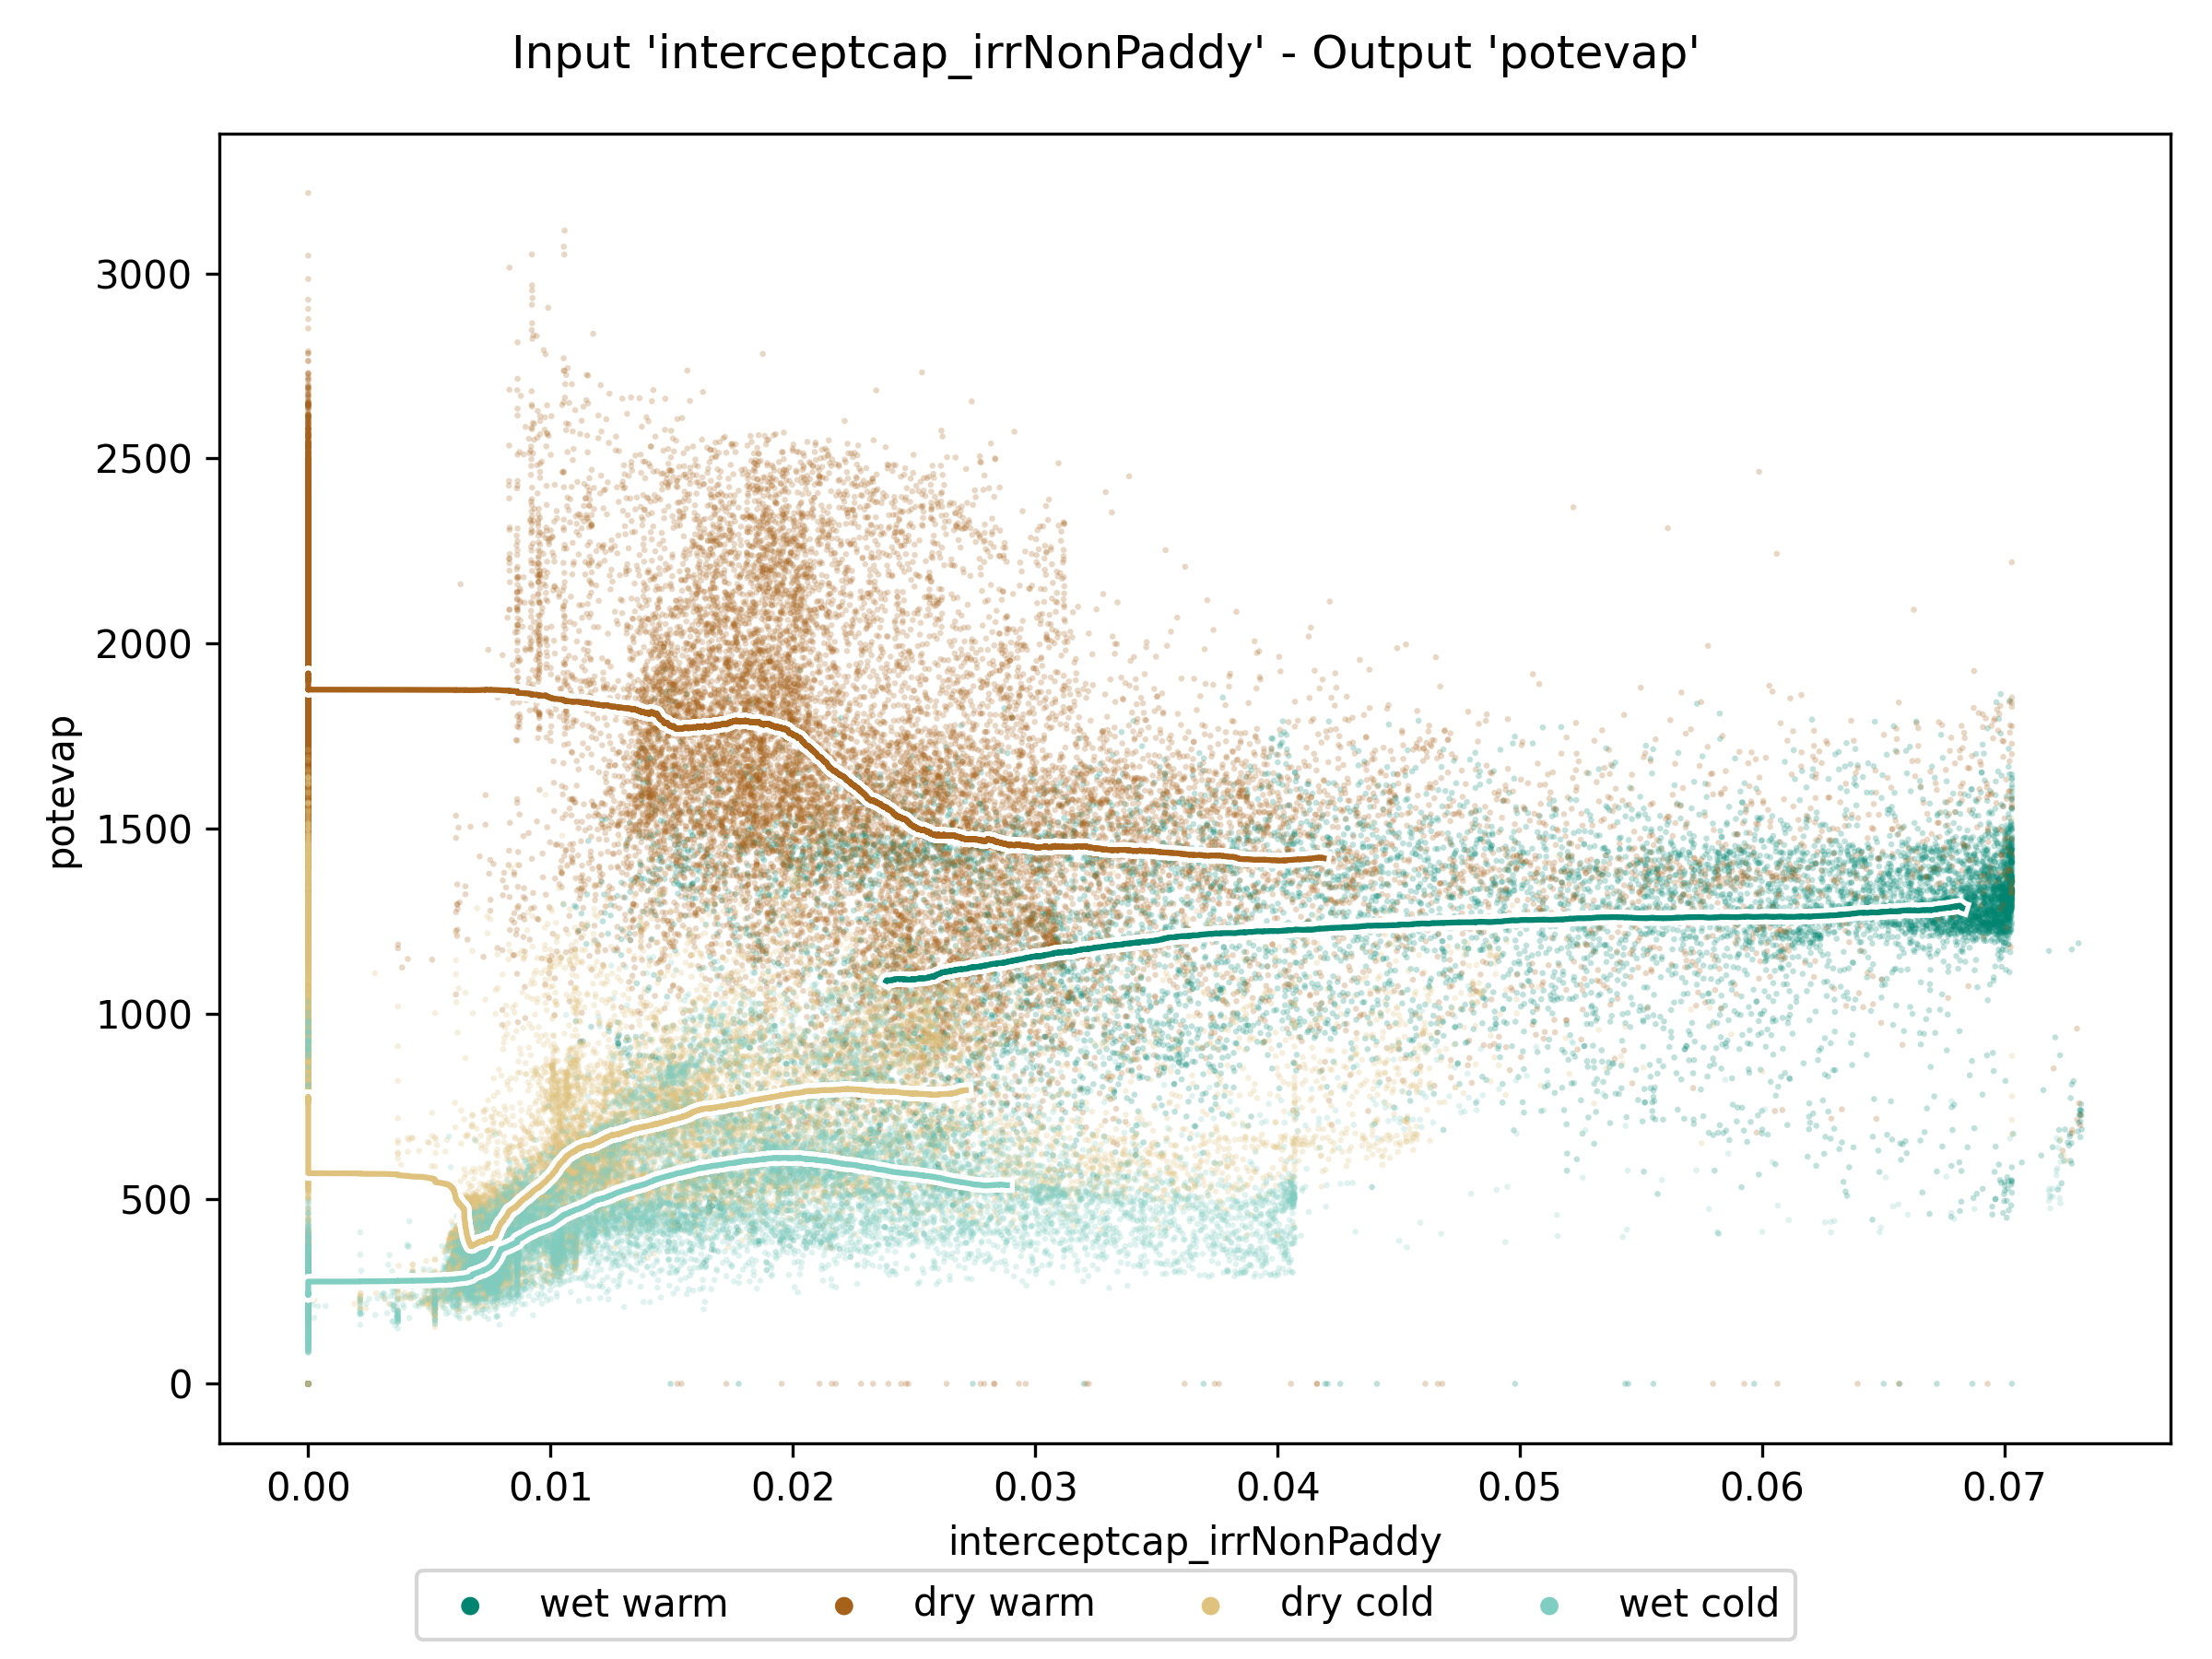 Input 'interceptcap_irrNonPaddy' - Output 'potevap'
potevap
3000
2500
2000
1500
1000
500
0
0.00 0.01 0.02 0.03 0.04 0.05 0.06 0.07
interceptcap_irrNonPaddy
wet warm dry warm dry cold wet cold